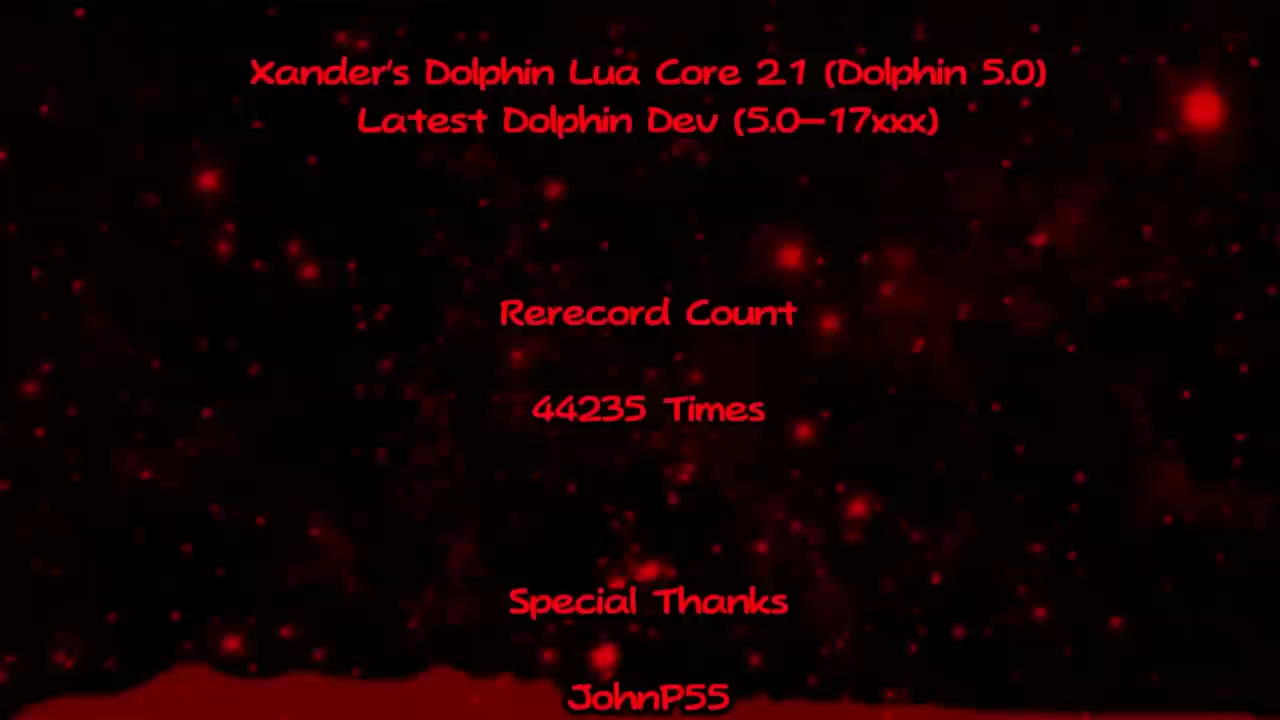 Xander's Dolphin Lua Core 2.1 (Dolphin 5.0)
Latest Dolphin Dev (5.0-17xxx)
Rerecord Count
44235 Times
Special Thanks
JohnP55